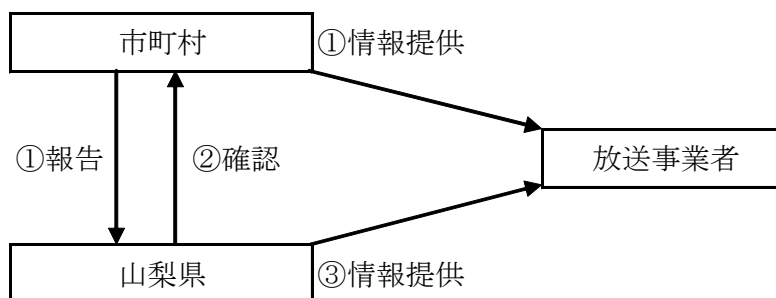 市町村
①情報提供
①報告
②確認
放送事業者
山梨県
③情報提供